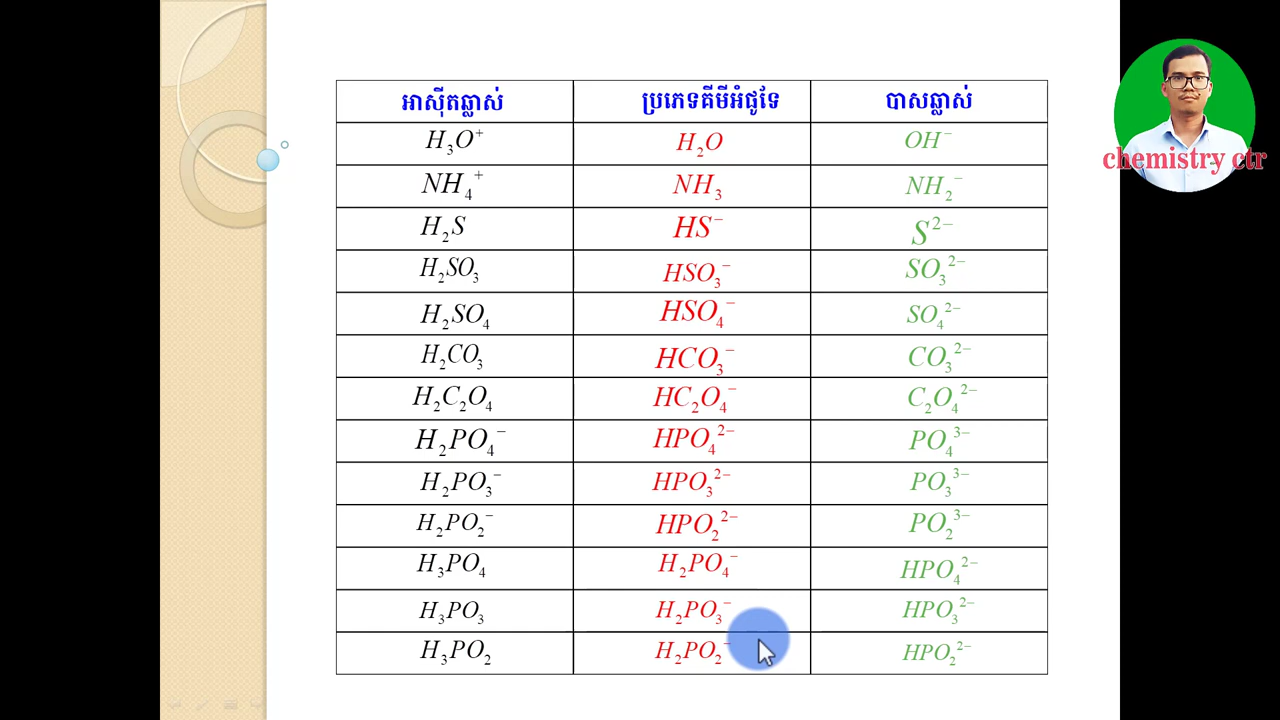 អាស៊ីតឆ្លាស់ ប្រភេទគីមីអំផូទែ បាសឆ្លាស់
H₃O⁺ H₂O OH⁻
NH₄⁺ NH₃ NH₂⁻
H₂S HS⁻ S²⁻
H₂SO₃ HSO₃⁻ SO₃²⁻
H₂SO₄ HSO₄⁻ SO₄²⁻
H₂CO₃ HCO₃⁻ CO₃²⁻
H₂C₂O₄ HC₂O₄⁻ C₂O₄²⁻
H₂PO₄⁻ HPO₄²⁻ PO₄³⁻
H₂PO₃⁻ HPO₃²⁻ PO₃³⁻
H₂PO₂⁻ HPO₂²⁻ PO₂³⁻
H₃PO₄ H₂PO₄⁻ HPO₄²⁻
H₃PO₃ H₂PO₃⁻ HPO₃²⁻
H₃PO₂ H₂PO₂⁻ HPO₂²⁻
chemistry ctr